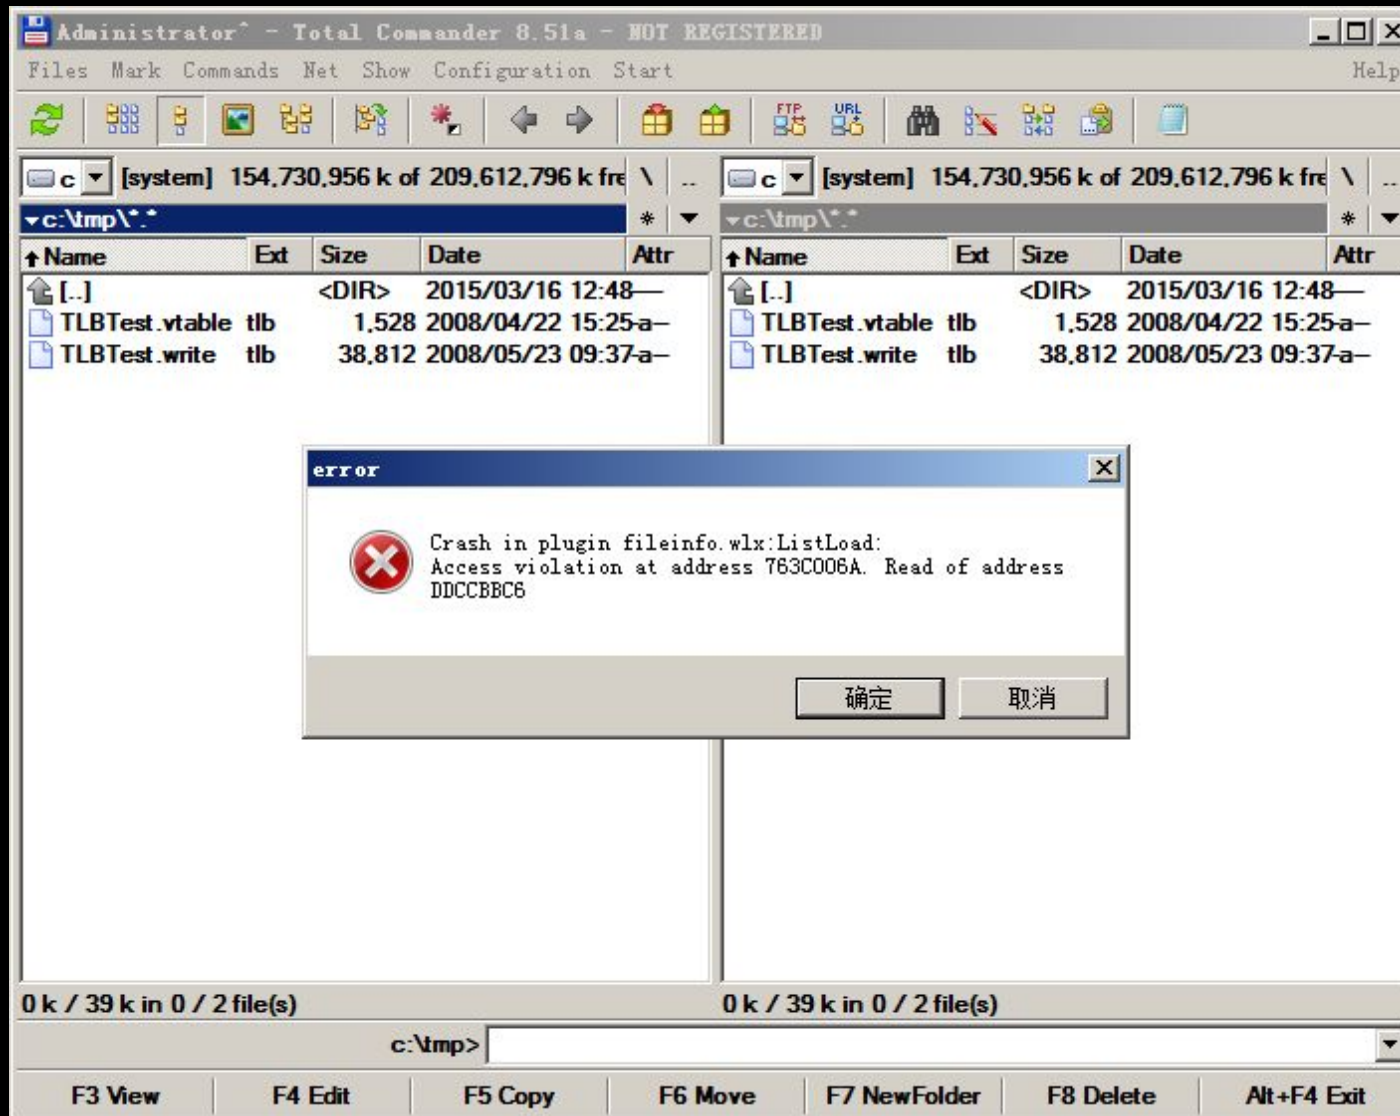 Administrator^ - Total Commander 8.51a - NOT REGISTERED
Files Mark Commands Net Show Configuration Start Help
FTP URL
c [system] 154,730,956 k of 209,612,796 k fre \ .. c [system] 154,730,956 k of 209,612,796 k fre \ ..
c:\tmp\*.* * c:\tmp\*.* *
Name Ext Size Date Attr Name Ext Size Date Attr
[..] <DIR> 2015/03/16 12:48 ---- [..] <DIR> 2015/03/16 12:48 ----
TLBTest.vtable tlb 1,528 2008/04/22 15:25 -a-- TLBTest.vtable tlb 1,528 2008/04/22 15:25 -a--
TLBTest.write tlb 38,812 2008/05/23 09:37 -a-- TLBTest.write tlb 38,812 2008/05/23 09:37 -a--
error
Crash in plugin fileinfo.wlx:ListLoad:
Access violation at address 763C006A. Read of address
DDCCBBC6
确定 取消
0 k / 39 k in 0 / 2 file(s) 0 k / 39 k in 0 / 2 file(s)
c:\tmp>
F3 View F4 Edit F5 Copy F6 Move F7 NewFolder F8 Delete Alt+F4 Exit